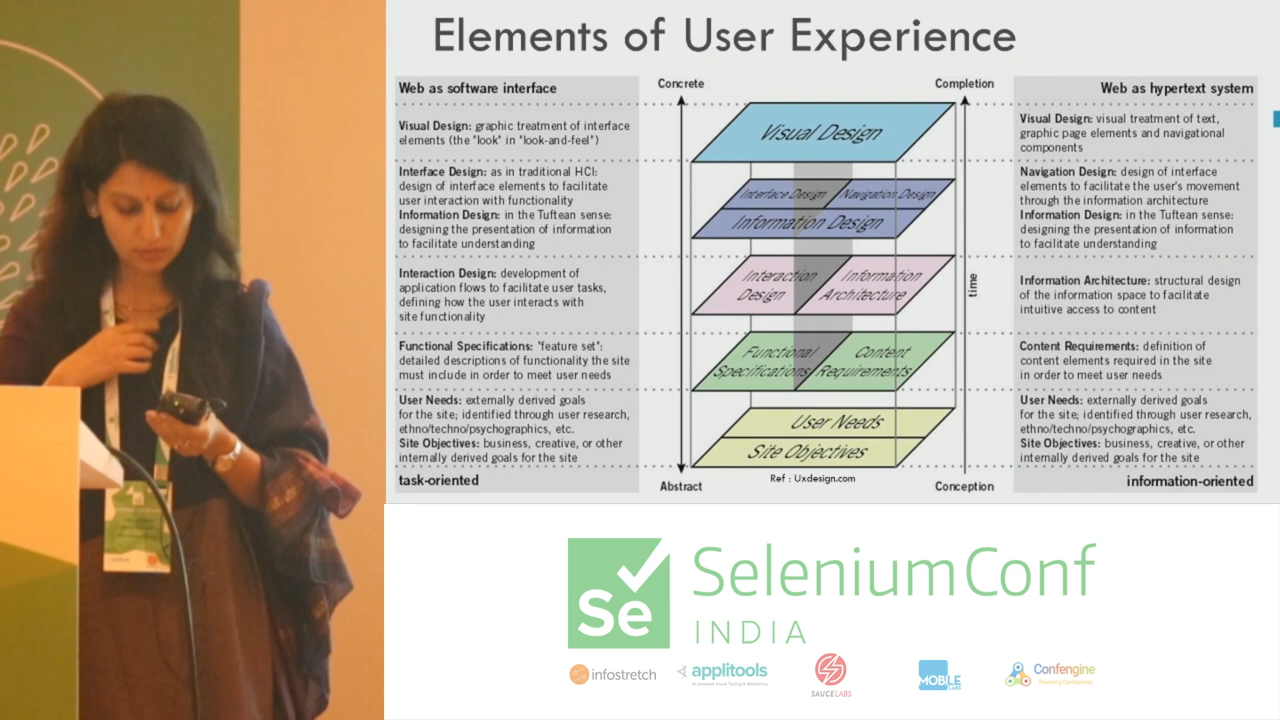 Elements of User Experience
Web as software interface
Visual Design: graphic treatment of interface
elements (the "look" in "look-and-feel")
Interface Design: as in traditional HCI:
design of interface elements to facilitate
user interaction with functionality
Information Design: in the Tuftean sense:
designing the presentation of information
to facilitate understanding
Interaction Design: development of
application flows to facilitate user tasks,
defining how the user interacts with
site functionality
Functional Specifications: "feature set":
detailed descriptions of functionality the site
must include in order to meet user needs
User Needs: externally derived goals
for the site; identified through user research,
ethno/techno/psychographics, etc.
Site Objectives: business, creative, or other
internally derived goals for the site
task-oriented
Concrete
Completion
Visual Design
Interface Design
Navigation Design
Information Design
Interaction
Design
Information
Architecture
time
Functional
Specifications
Content
Requirements
User Needs
Site Objectives
Ref : Uxdesign.com
Abstract
Conception
Web as hypertext system
Visual Design: visual treatment of text,
graphic page elements and navigational
components
Navigation Design: design of interface
elements to facilitate the user's movement
through the information architecture
Information Design: in the Tuftean sense:
designing the presentation of information
to facilitate understanding
Information Architecture: structural design
of the information space to facilitate
intuitive access to content
Content Requirements: definition of
content elements required in the site
in order to meet user needs
User Needs: externally derived goals
for the site; identified through user research,
ethno/techno/psychographics, etc.
Site Objectives: business, creative, or other
internally derived goals for the site
information-oriented
Se
SeleniumConf
INDIA
infostretch
applitools
SAUCELABS
MOBILE
LABS
Confengine
Se